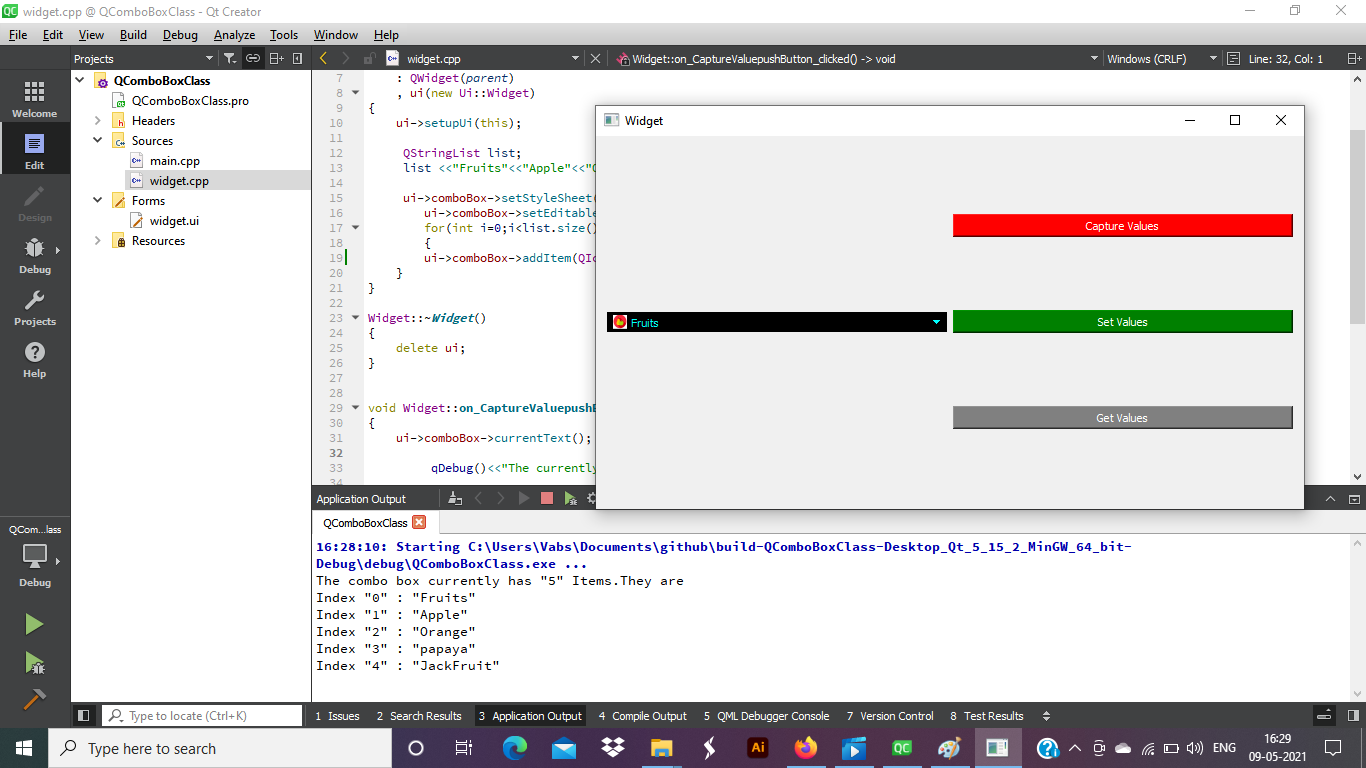 widget.cpp @ QComboBoxClass - Qt Creator
File Edit View Build Debug Analyze Tools Window Help
Projects
widget.cpp
Widget::on_CaptureValuepushButton_clicked() -> void
Windows (CRLF)
Line: 32, Col: 1
Welcome
Edit
Design
Debug
Projects
Help
QComboBoxClass
QComboBoxClass.pro
Headers
Sources
main.cpp
widget.cpp
Forms
widget.ui
Resources
7 : QWidget(parent)
8 , ui(new Ui::Widget)
9 {
10 ui->setupUi(this);
11
12 QStringList list;
13 list <<"Fruits"<<"Apple"<<"O
14
15 ui->comboBox->setStyleSheet(
16 ui->comboBox->setEditable
17 for(int i=0;i<list.size()
18 {
19 ui->comboBox->addItem(QIc
20 }
21 }
22
23 Widget::~Widget()
24 {
25 delete ui;
26 }
27
28
29 void Widget::on_CaptureValuepushB
30 {
31 ui->comboBox->currentText();
32
33 qDebug()<<"The currently
34
Widget
Capture Values
Fruits
Set Values
Get Values
Application Output
QComboBoxClass
16:28:10: Starting C:\Users\Vabs\Documents\github\build-QComboBoxClass-Desktop_Qt_5_15_2_MinGW_64_bit-
Debug\debug\QComboBoxClass.exe ...
The combo box currently has "5" Items.They are
Index "0" : "Fruits"
Index "1" : "Apple"
Index "2" : "Orange"
Index "3" : "papaya"
Index "4" : "JackFruit"
QCom...lass
Debug
Type to locate (Ctrl+K)
1 Issues 2 Search Results 3 Application Output 4 Compile Output 5 QML Debugger Console 7 Version Control 8 Test Results
Type here to search
Ai
QC
ENG
16:29
09-05-2021